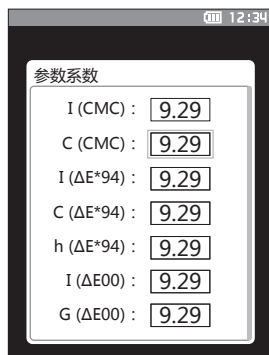 12:34
参数系数
I (CMC) : 9.29
C (CMC) : 9.29
I (ΔE*94) : 9.29
C (ΔE*94) : 9.29
h (ΔE*94) : 9.29
I (ΔE00) : 9.29
G (ΔE00) : 9.29